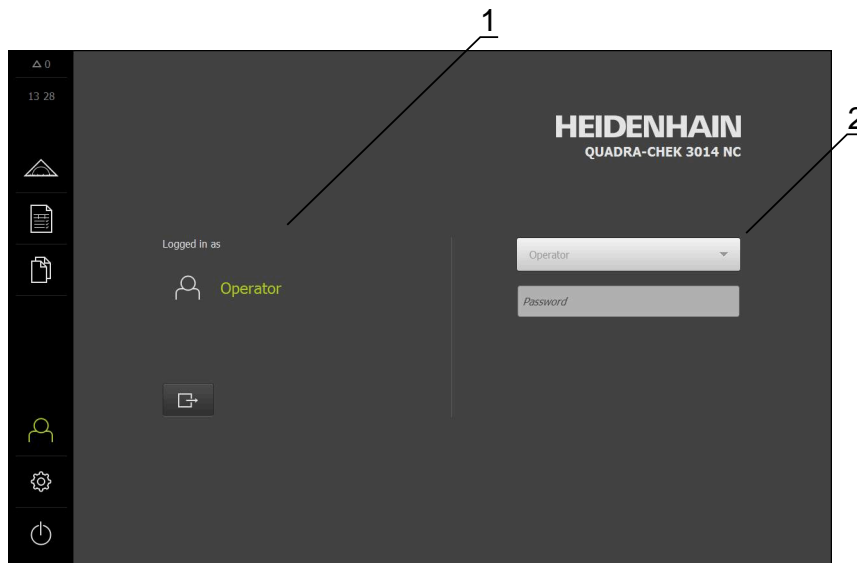 1
2
△ 0
13 28
HEIDENHAIN
QUADRA-CHEK 3014 NC
Logged in as
Operator
Operator
Password